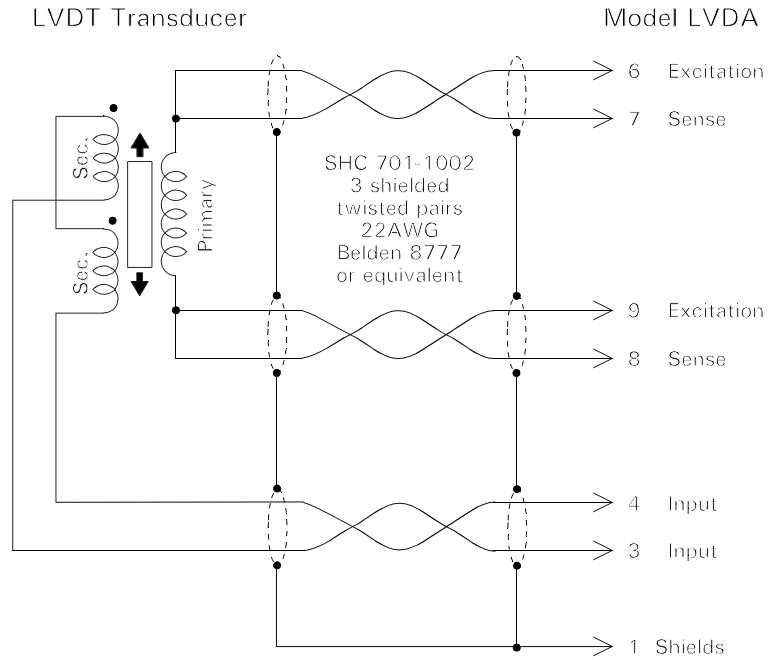 LVDT Transducer
Model LVDA
6 Excitation
7 Sense
Sec.
Primary
Sec.
SHC 701-1002
3 shielded
twisted pairs
22AWG
Belden 8777
or equivalent
9 Excitation
8 Sense
4 Input
3 Input
1 Shields